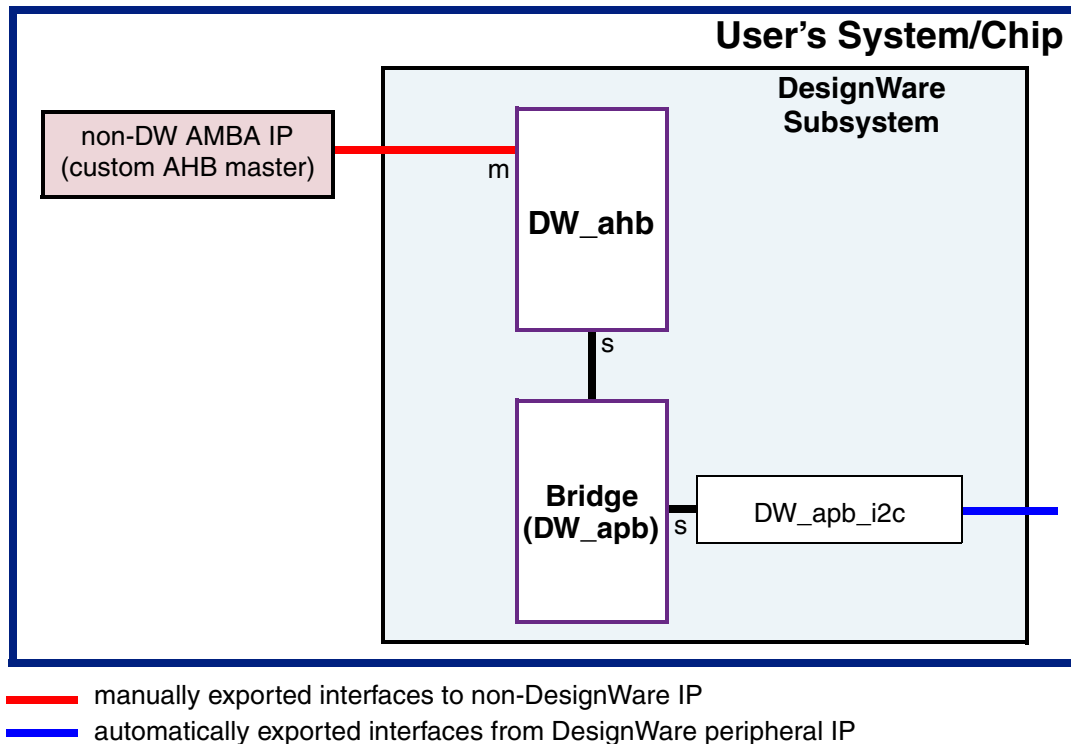 User’s System/Chip
DesignWare
Subsystem
non-DW AMBA IP
(custom AHB master)
m
DW_ahb
s
Bridge
(DW_apb)
s
DW_apb_i2c
manually exported interfaces to non-DesignWare IP
automatically exported interfaces from DesignWare peripheral IP